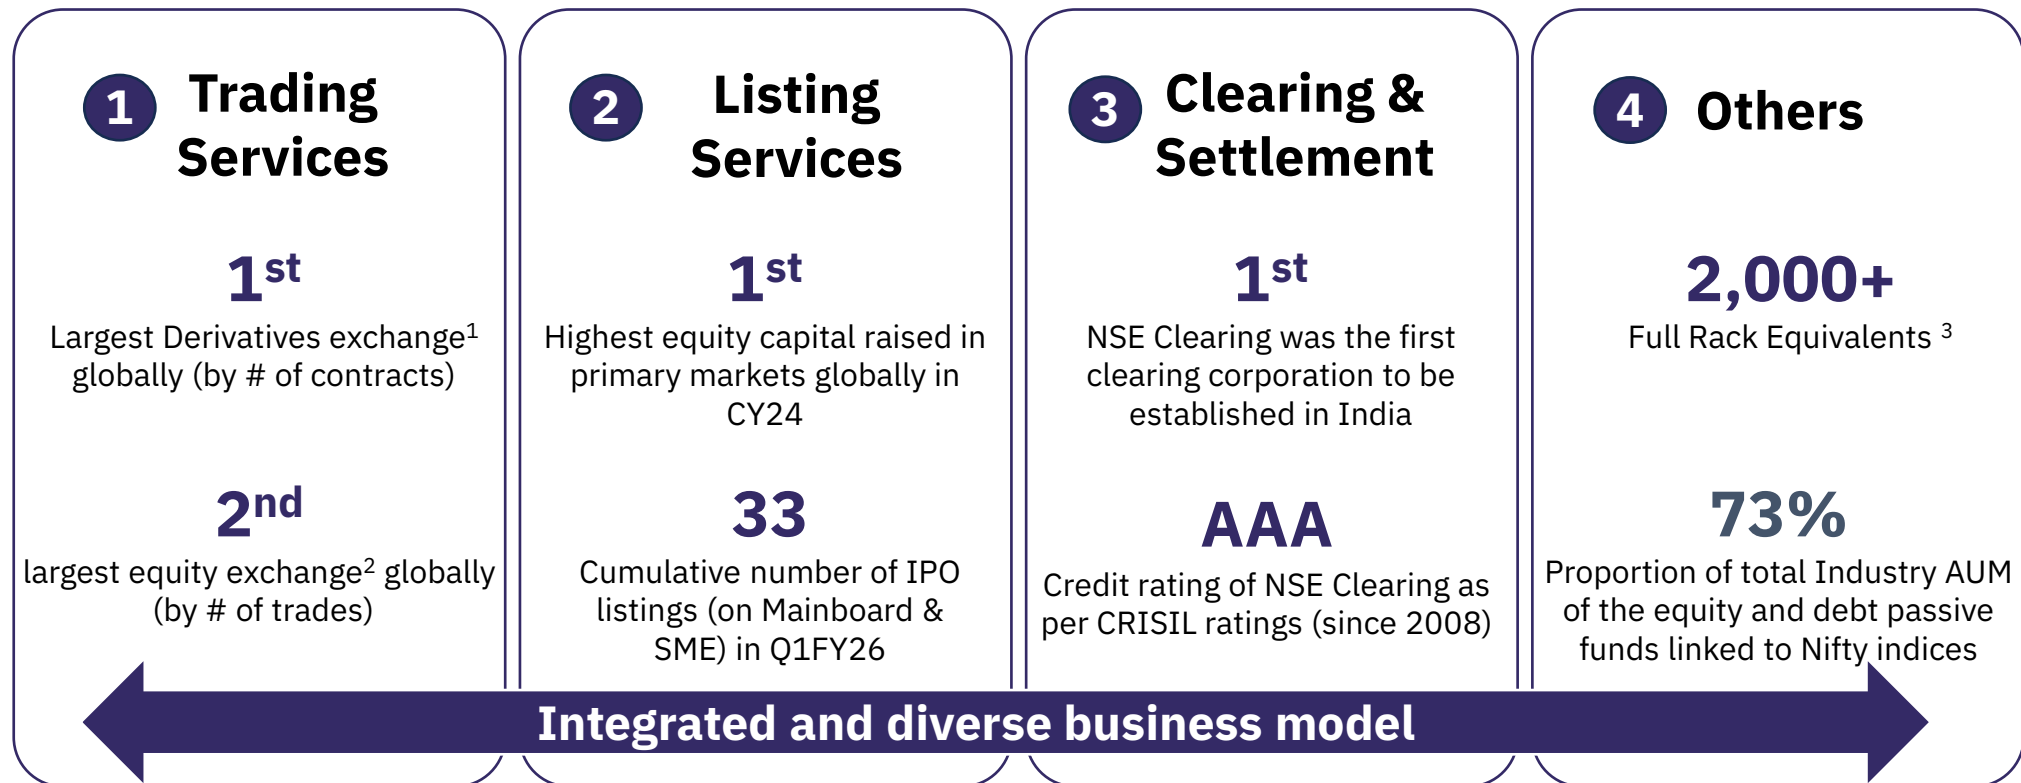 1
Trading
Services
1st
Largest Derivatives exchange1
globally (by # of contracts)
2nd
largest equity exchange2 globally
(by # of trades)
2
Listing
Services
1st
Highest equity capital raised in
primary markets globally in
CY24
33
Cumulative number of IPO
listings (on Mainboard &
SME) in Q1FY26
3
Clearing &
Settlement
1st
NSE Clearing was the first
clearing corporation to be
established in India
AAA
Credit rating of NSE Clearing as
per CRISIL ratings (since 2008)
4
Others
2,000+
Full Rack Equivalents 3
73%
Proportion of total Industry AUM
of the equity and debt passive
funds linked to Nifty indices
Integrated and diverse business model